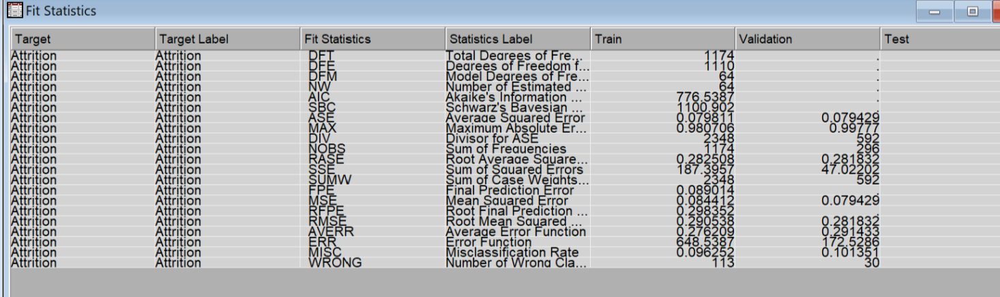 Fit Statistics
Target Target Label Fit Statistics Statistics Label Train Validation Test
Attrition Attrition DFT Total Degrees of Fre... 1174 .
Attrition Attrition DFE Degrees of Freedom f... 1110 .
Attrition Attrition DFM Model Degrees of Fre... 64 .
Attrition Attrition NW Number of Estimated ... 64 .
Attrition Attrition AIC Akaike's Information ... 776.5387 .
Attrition Attrition SBC Schwarz's Bayesian ... 1100.902 .
Attrition Attrition ASE Average Squared Error 0.079811 0.079429
Attrition Attrition MAX Maximum Absolute Er... 0.980706 0.99777
Attrition Attrition DIV Divisor for ASE 2348 592
Attrition Attrition NOBS Sum of Frequencies 1174 296
Attrition Attrition RASE Root Average Square... 0.282508 0.281832
Attrition Attrition SSE Sum of Squared Errors 187.3957 47.02202
Attrition Attrition SUMW Sum of Case Weights... 2348 592
Attrition Attrition FPE Final Prediction Error 0.089014 .
Attrition Attrition MSE Mean Squared Error 0.084412 0.079429
Attrition Attrition RFPE Root Final Prediction ... 0.298352 .
Attrition Attrition RMSE Root Mean Squared ... 0.290538 0.281832
Attrition Attrition AVERR Average Error Function 0.276209 0.291433
Attrition Attrition ERR Error Function 648.5387 172.5286
Attrition Attrition MISC Misclassification Rate 0.096252 0.101351
Attrition Attrition WRONG Number of Wrong Cla... 113 30